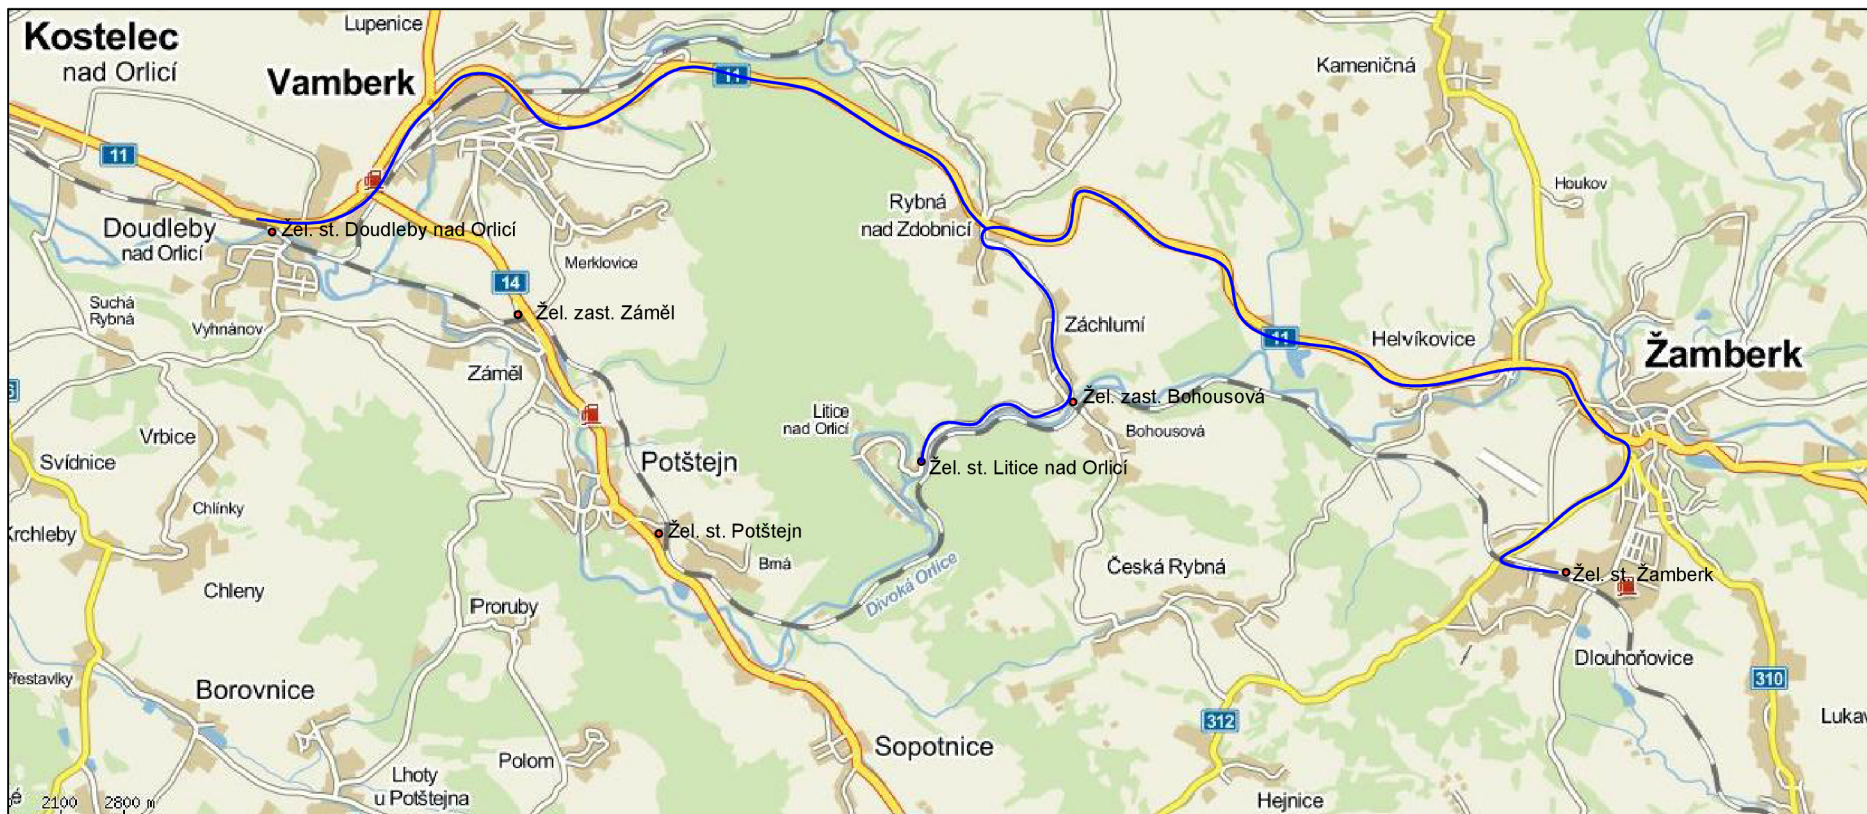 Kostelec
nad Orlicí
Lupenice
Vamberk
11
Kameničná
11
Houkov
Rybná
nad Zdobnicí
Doudleby
nad Orlicí
Žel. st. Doudleby nad Orlicí
Merklovice
14
Suchá
Rybná
Vyhnánov
Žel. zast. Záměl
Záchlumí
11
Helvíkovice
Žamberk
Záměl
Žel. zast. Bohousová
Litice
nad Orlicí
Bohousová
Vrbice
Svídnice
Potštejn
Žel. st. Litice nad Orlicí
Chlínky
Krchleby
Žel. st. Potštejn
Brná
Divoká Orlice
Česká Rybná
Žel. st. Žamberk
Chleny
Proruby
Dlouhoňovice
Přestavlky
Borovnice
310
312
Lukav
Sopotnice
Polom
Lhoty
u Potštejna
Hejnice
2100 2800 m